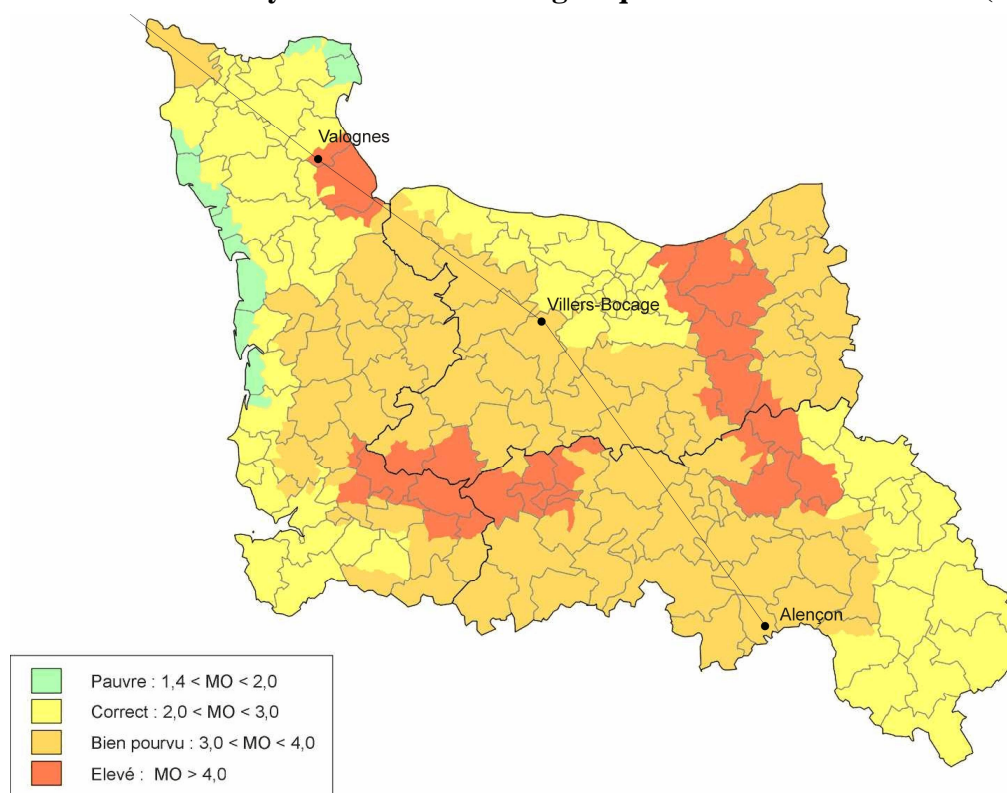 Valognes
Villers-Bocage
Alençon
Pauvre : 1,4 < MO < 2,0
Correct : 2,0 < MO < 3,0
Bien pourvu : 3,0 < MO < 4,0
Elevé : MO > 4,0